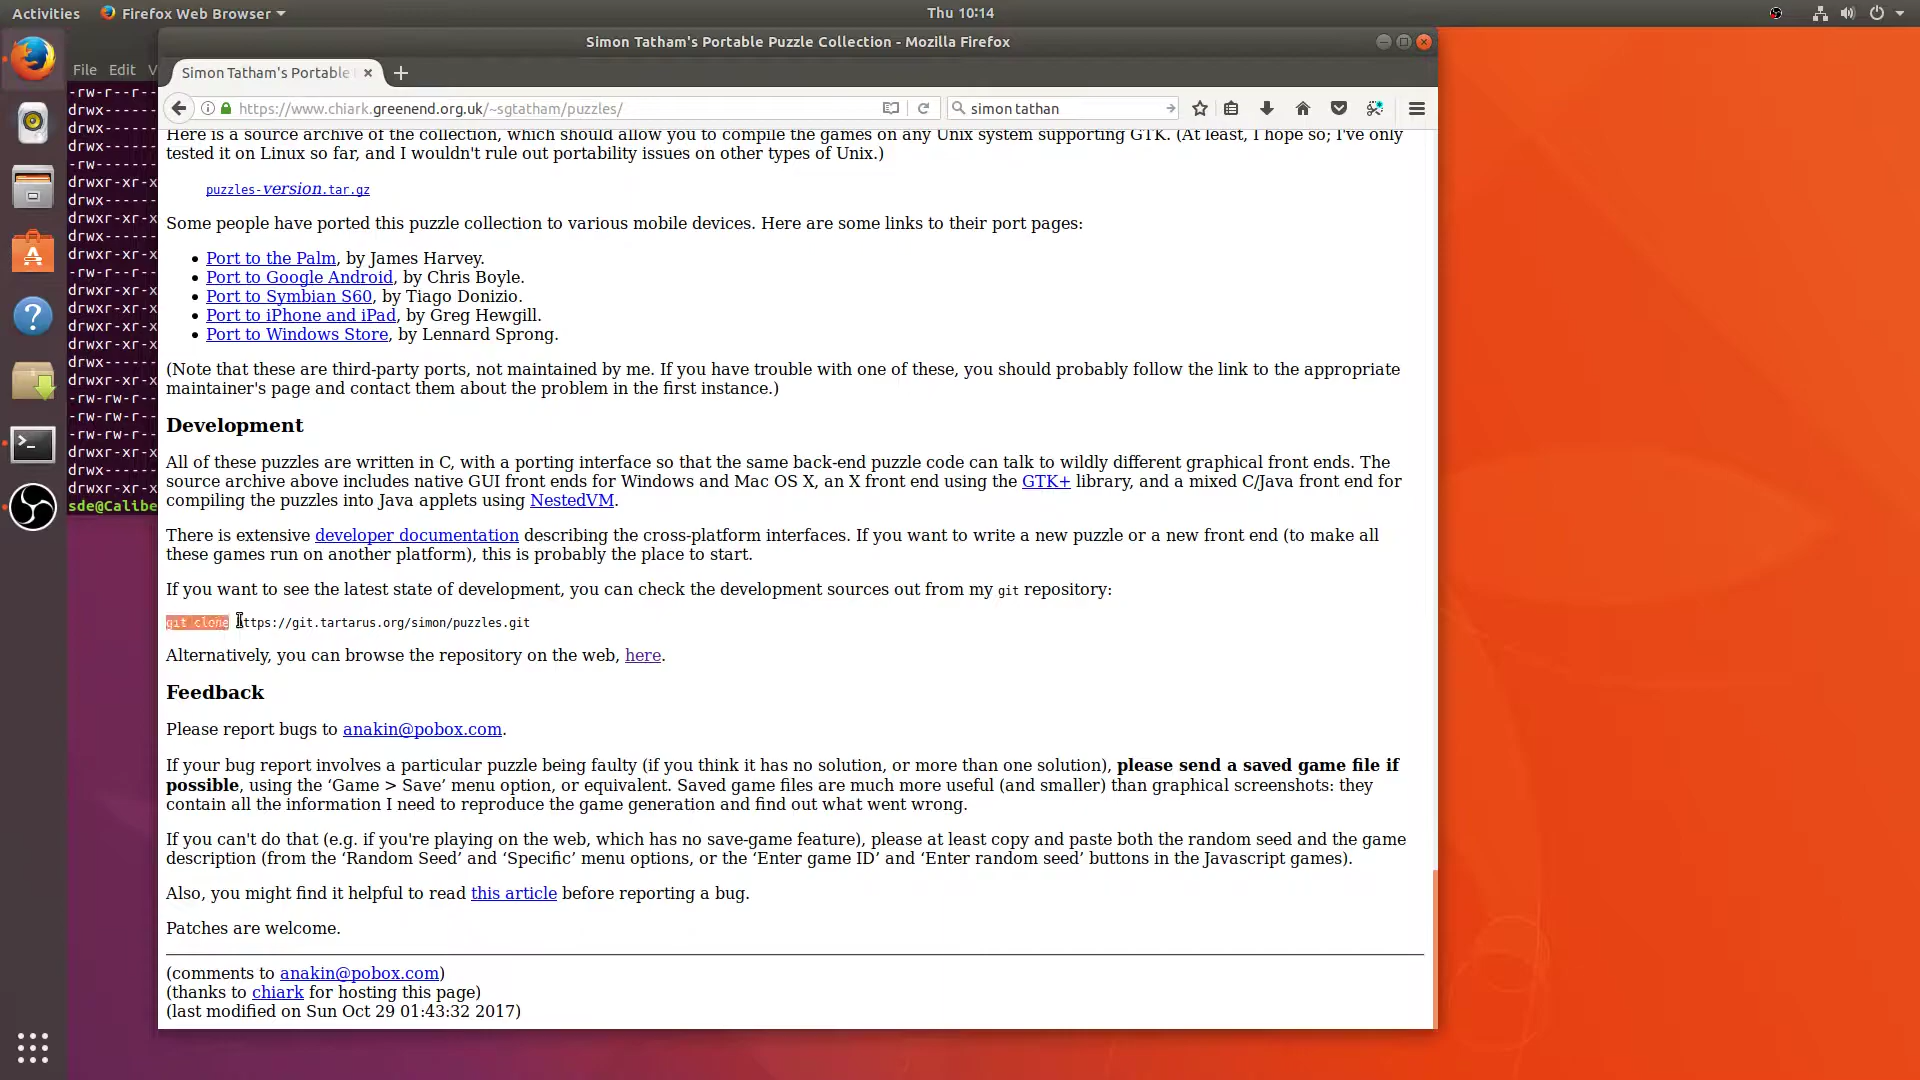 Activities Firefox Web Browser Thu 10:14
Simon Tatham's Portable Puzzle Collection - Mozilla Firefox
File Edit V
Simon Tatham's Portable
https://www.chiark.greenend.org.uk/~sgtatham/puzzles/ simon tathan
-rw-r--r--
drwx------
drwxr-xr-x
sde@Calibe
Here is a source archive of the collection, which should allow you to compile the games on any Unix system supporting GTK. (At least, I hope so; I've only
tested it on Linux so far, and I wouldn't rule out portability issues on other types of Unix.)
puzzles-version.tar.gz
Some people have ported this puzzle collection to various mobile devices. Here are some links to their port pages:
• Port to the Palm, by James Harvey.
• Port to Google Android, by Chris Boyle.
• Port to Symbian S60, by Tiago Donizio.
• Port to iPhone and iPad, by Greg Hewgill.
• Port to Windows Store, by Lennard Sprong.
(Note that these are third-party ports, not maintained by me. If you have trouble with one of these, you should probably follow the link to the appropriate
maintainer's page and contact them about the problem in the first instance.)
Development
All of these puzzles are written in C, with a porting interface so that the same back-end puzzle code can talk to wildly different graphical front ends. The
source archive above includes native GUI front ends for Windows and Mac OS X, an X front end using the GTK+ library, and a mixed C/Java front end for
compiling the puzzles into Java applets using NestedVM.
There is extensive developer documentation describing the cross-platform interfaces. If you want to write a new puzzle or a new front end (to make all
these games run on another platform), this is probably the place to start.
If you want to see the latest state of development, you can check the development sources out from my git repository:
git clone https://git.tartarus.org/simon/puzzles.git
Alternatively, you can browse the repository on the web, here.
Feedback
Please report bugs to anakin@pobox.com.
If your bug report involves a particular puzzle being faulty (if you think it has no solution, or more than one solution), please send a saved game file if
possible, using the ‘Game > Save’ menu option, or equivalent. Saved game files are much more useful (and smaller) than graphical screenshots: they
contain all the information I need to reproduce the game generation and find out what went wrong.
If you can't do that (e.g. if you're playing on the web, which has no save-game feature), please at least copy and paste both the random seed and the game
description (from the ‘Random Seed’ and ‘Specific’ menu options, or the ‘Enter game ID’ and ‘Enter random seed’ buttons in the Javascript games).
Also, you might find it helpful to read this article before reporting a bug.
Patches are welcome.
(comments to anakin@pobox.com)
(thanks to chiark for hosting this page)
(last modified on Sun Oct 29 01:43:32 2017)